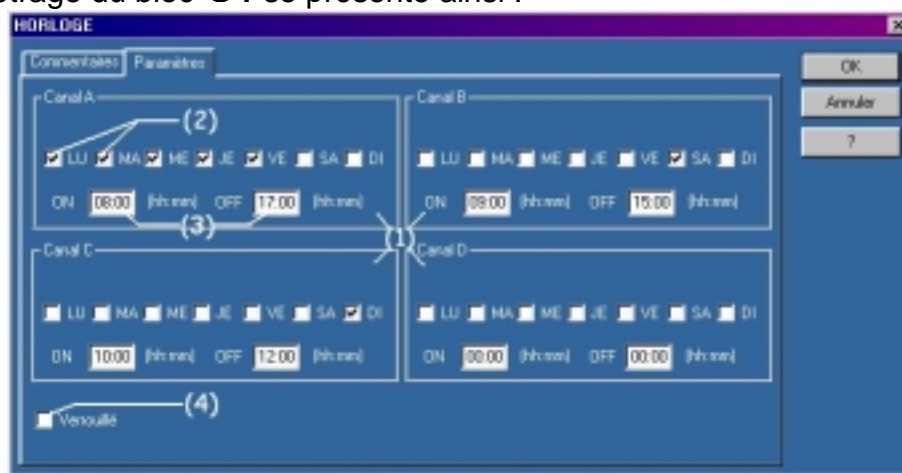 du bloc se présente ainsi :
HORLOGE
Commentaires Paramètres
OK
Annuler
?
Canal A
(2)
LU MA ME JE VE SA DI
ON 08:00 (hh:mm) OFF 17:00 (hh:mm)
(3)
Canal B
LU MA ME JE VE SA DI
ON 09:00 (hh:mm) OFF 15:00 (hh:mm)
(1)
Canal C
LU MA ME JE VE SA DI
ON 10:00 (hh:mm) OFF 12:00 (hh:mm)
Canal D
LU MA ME JE VE SA DI
ON 00:00 (hh:mm) OFF 00:00 (hh:mm)
(4)
Verrouillé